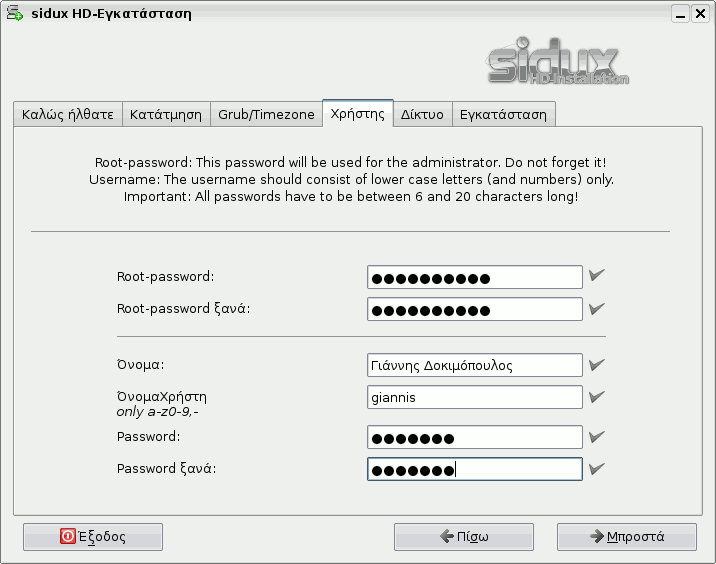 sidux HD-Εγκατάσταση
sidux
HD-Installation
Καλώς ήλθατε Κατάτμηση Grub/Timezone Χρήστης Δίκτυο Εγκατάσταση
Root-password: This password will be used for the administrator. Do not forget it!
Username: The username should consist of lower case letters (and numbers) only.
Important: All passwords have to be between 6 and 20 characters long!
Root-password:
Root-password ξανά:
Όνομα: Γιάννης Δοκιμόπουλος
ΌνομαΧρήστη giannis
only a-z0-9,-
Password:
Password ξανά:
Έξοδος Πίσω Μπροστά